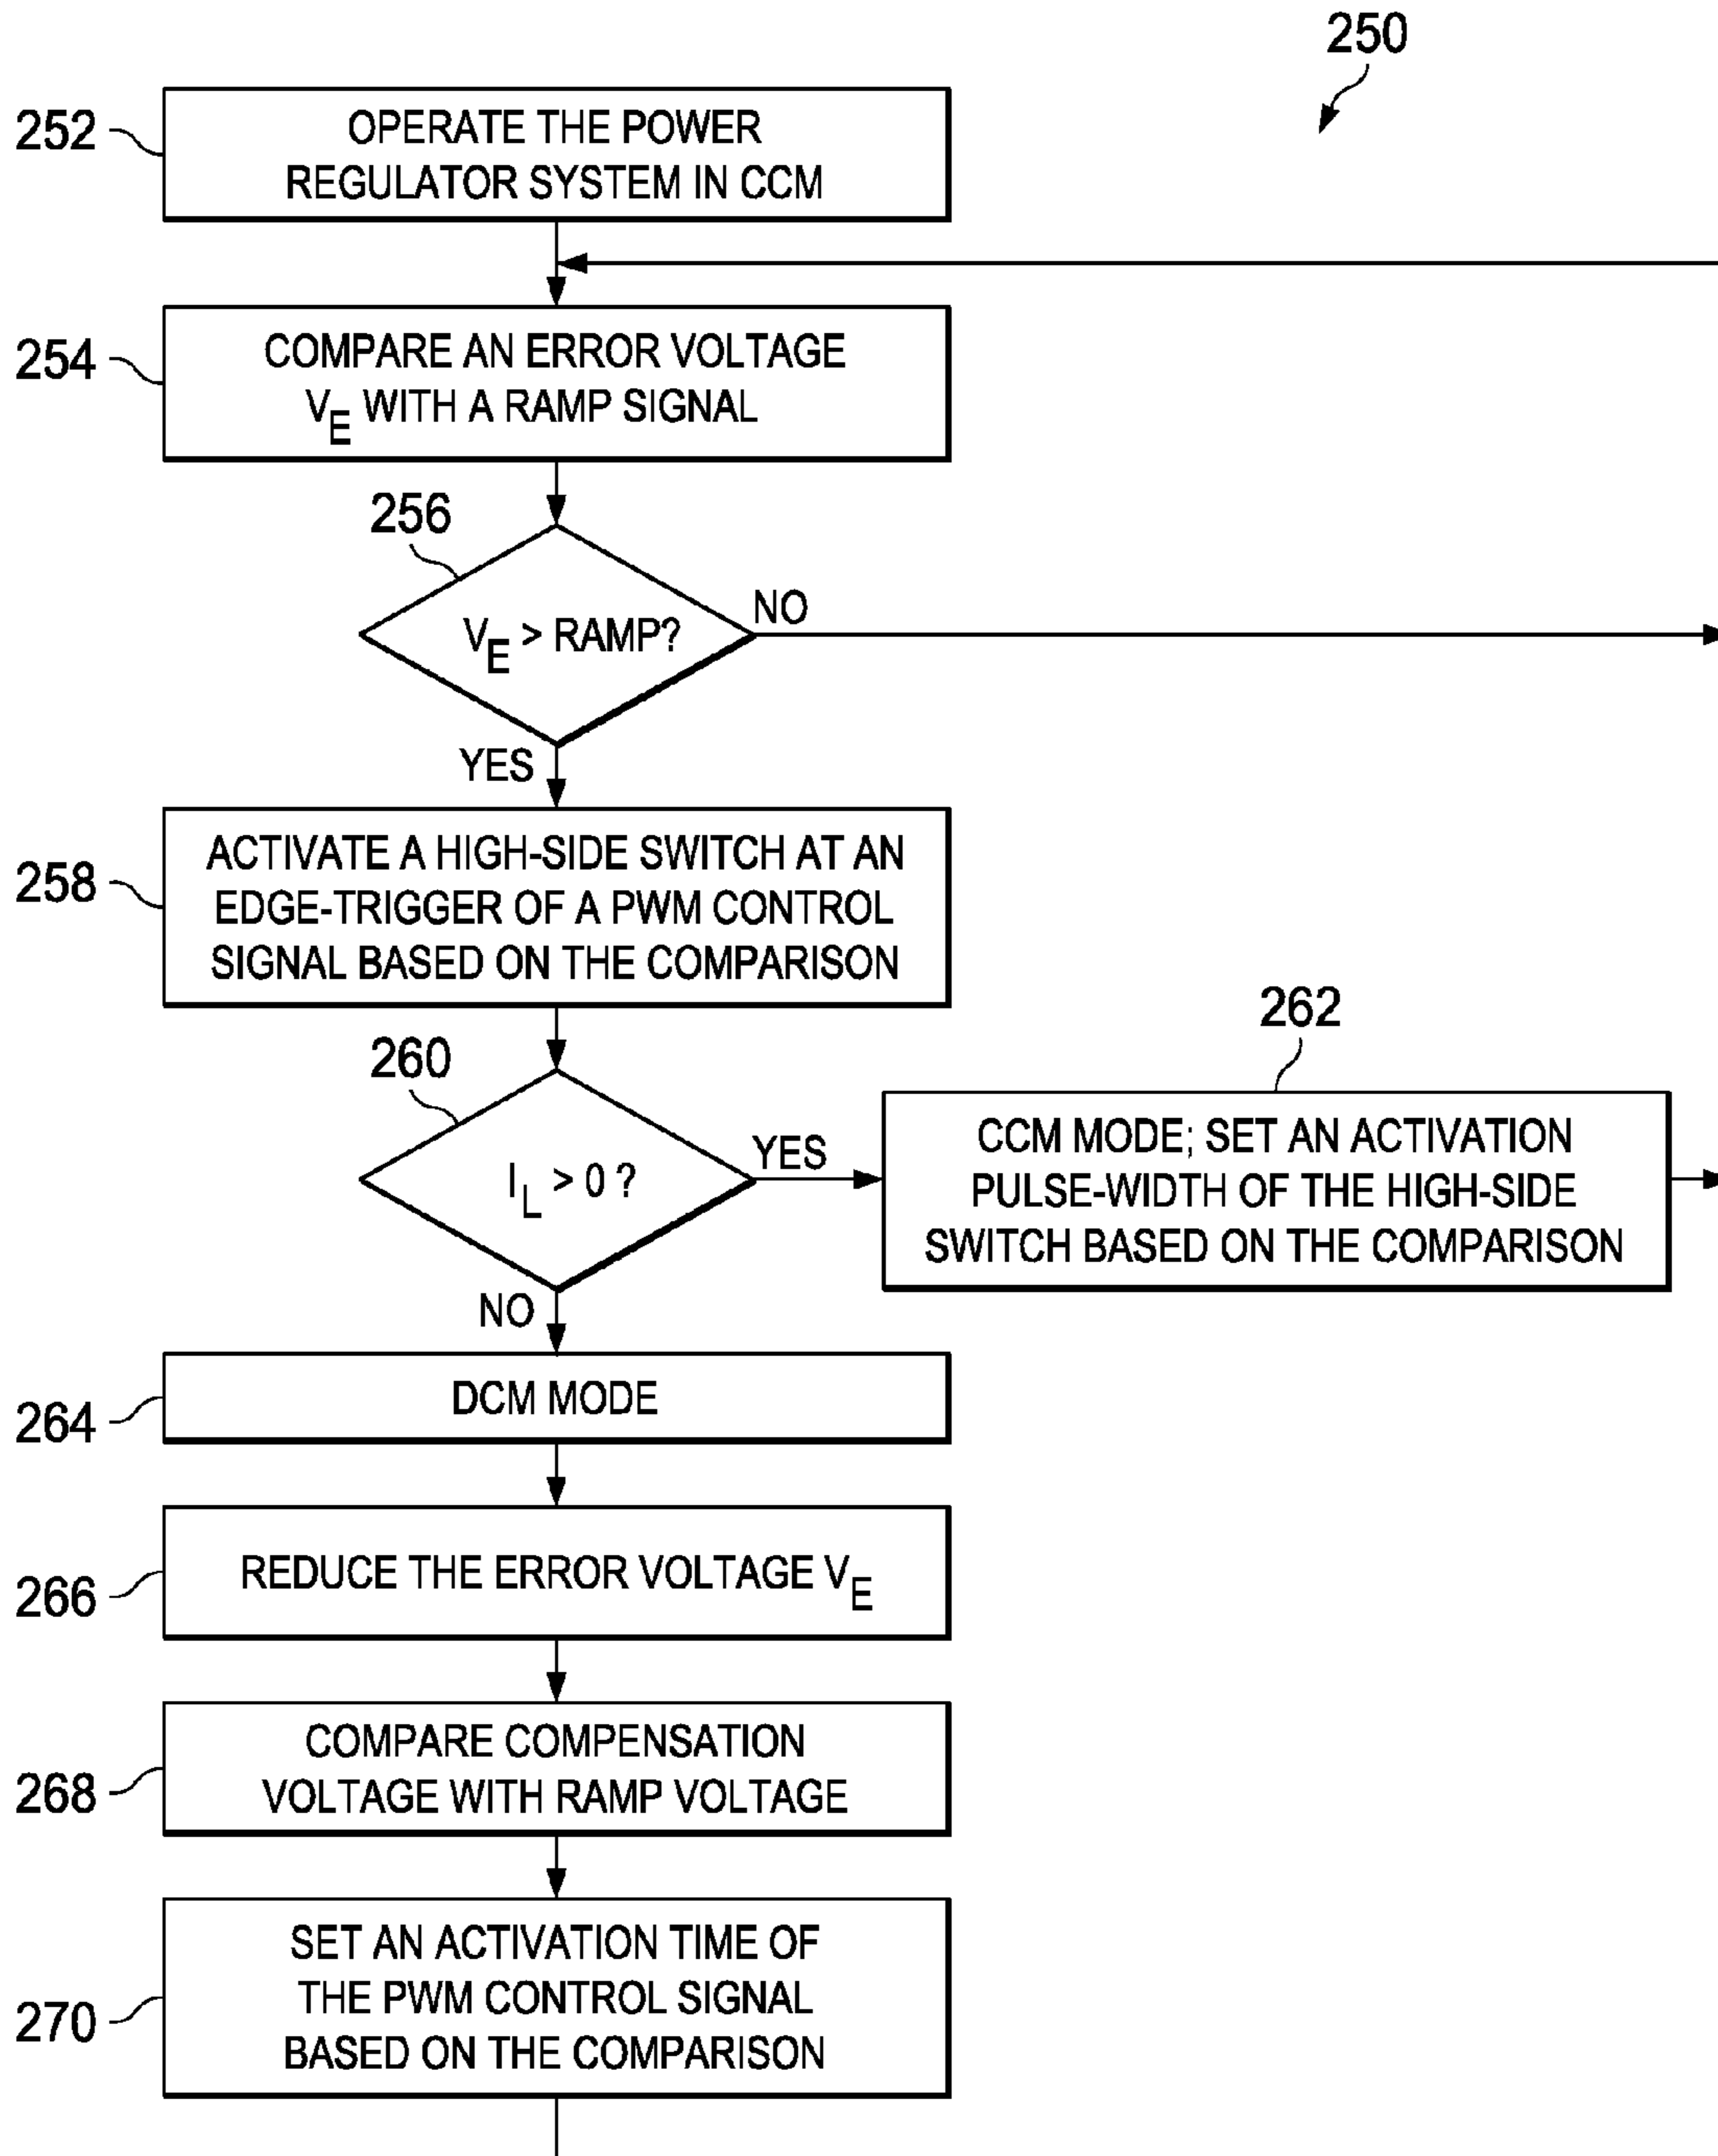 250
252
OPERATE THE POWER
REGULATOR SYSTEM IN CCM
254
COMPARE AN ERROR VOLTAGE
VE WITH A RAMP SIGNAL
256
VE > RAMP?
NO
YES
258
ACTIVATE A HIGH-SIDE SWITCH AT AN
EDGE-TRIGGER OF A PWM CONTROL
SIGNAL BASED ON THE COMPARISON
260
IL > 0 ?
YES
262
CCM MODE; SET AN ACTIVATION
PULSE-WIDTH OF THE HIGH-SIDE
SWITCH BASED ON THE COMPARISON
NO
264
DCM MODE
266
REDUCE THE ERROR VOLTAGE VE
268
COMPARE COMPENSATION
VOLTAGE WITH RAMP VOLTAGE
270
SET AN ACTIVATION TIME OF
THE PWM CONTROL SIGNAL
BASED ON THE COMPARISON